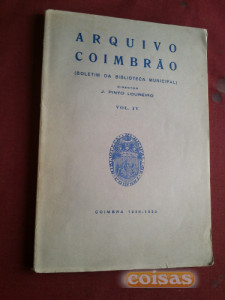 ARQUIVO
COIMBRÃO
(BOLETIM DA BIBLIOTECA MUNICIPAL)
J. PINTO LOUREIRO
VOL. IV
COIMBRA
coisas